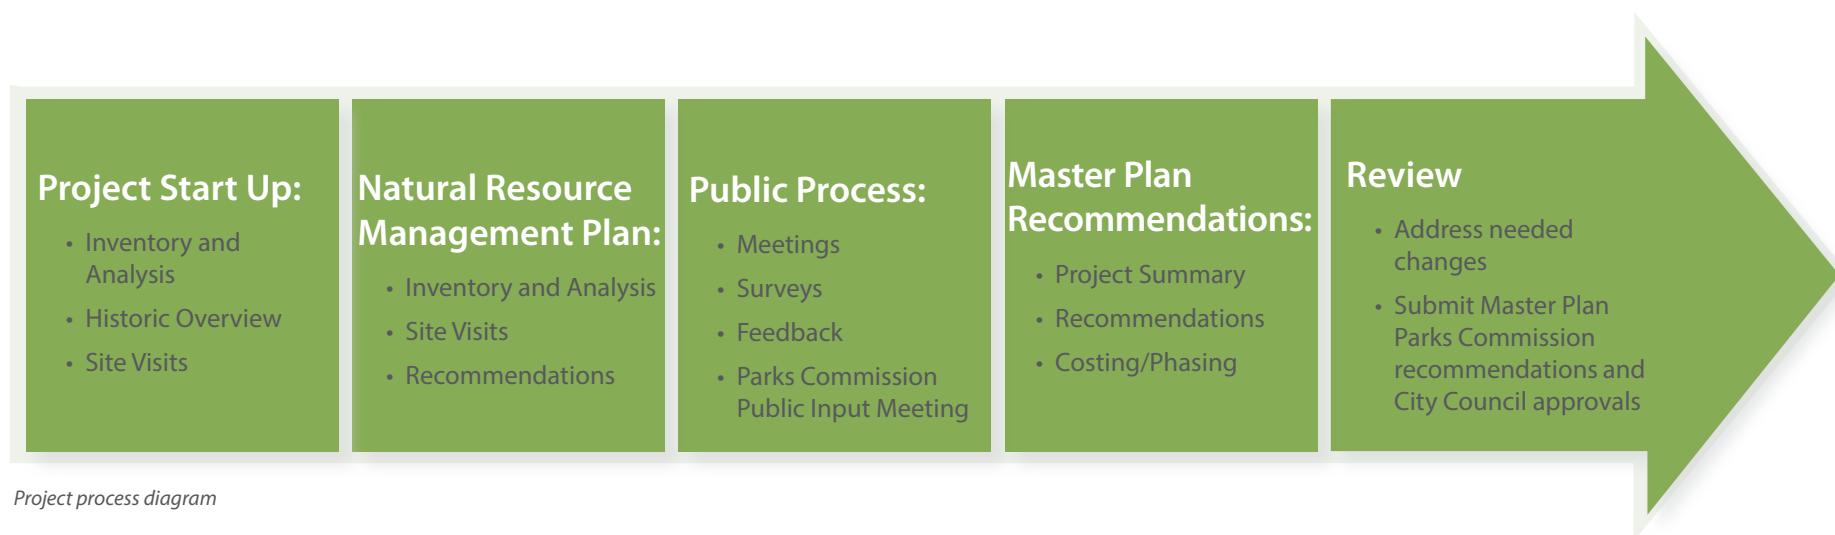 Project Start Up:
• Inventory and
Analysis
• Historic Overview
• Site Visits
Natural Resource
Management Plan:
• Inventory and Analysis
• Site Visits
• Recommendations
Public Process:
• Meetings
• Surveys
• Feedback
• Parks Commission
Public Input Meeting
Master Plan
Recommendations:
• Project Summary
• Recommendations
• Costing/Phasing
Review
• Address needed
changes
• Submit Master Plan
Parks Commission
recommendations and
City Council approvals
Project process diagram